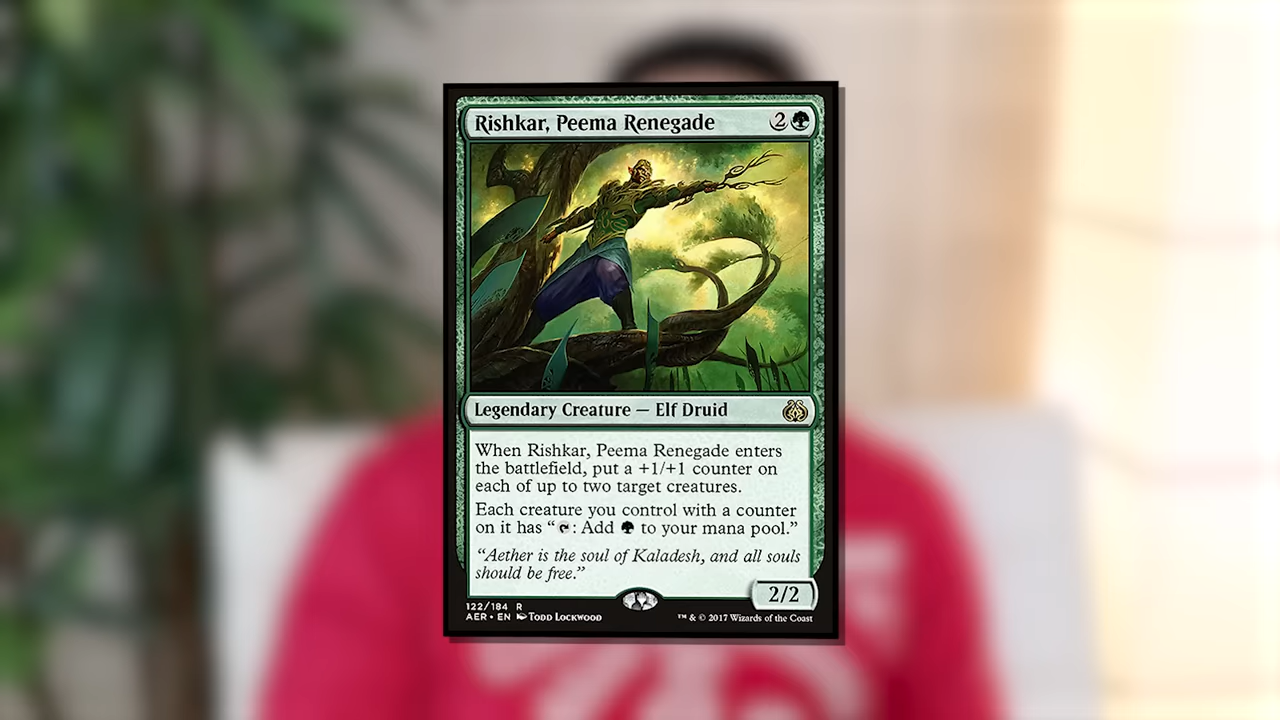 Rishkar, Peema Renegade 2
Legendary Creature — Elf Druid
When Rishkar, Peema Renegade enters
the battlefield, put a +1/+1 counter on
each of up to two target creatures.
Each creature you control with a counter
on it has “: Add to your mana pool.”
“Aether is the soul of Kaladesh, and all souls
should be free.”
2/2
122/184 R
AER • EN Todd Lockwood
™ & © 2017 Wizards of the Coast